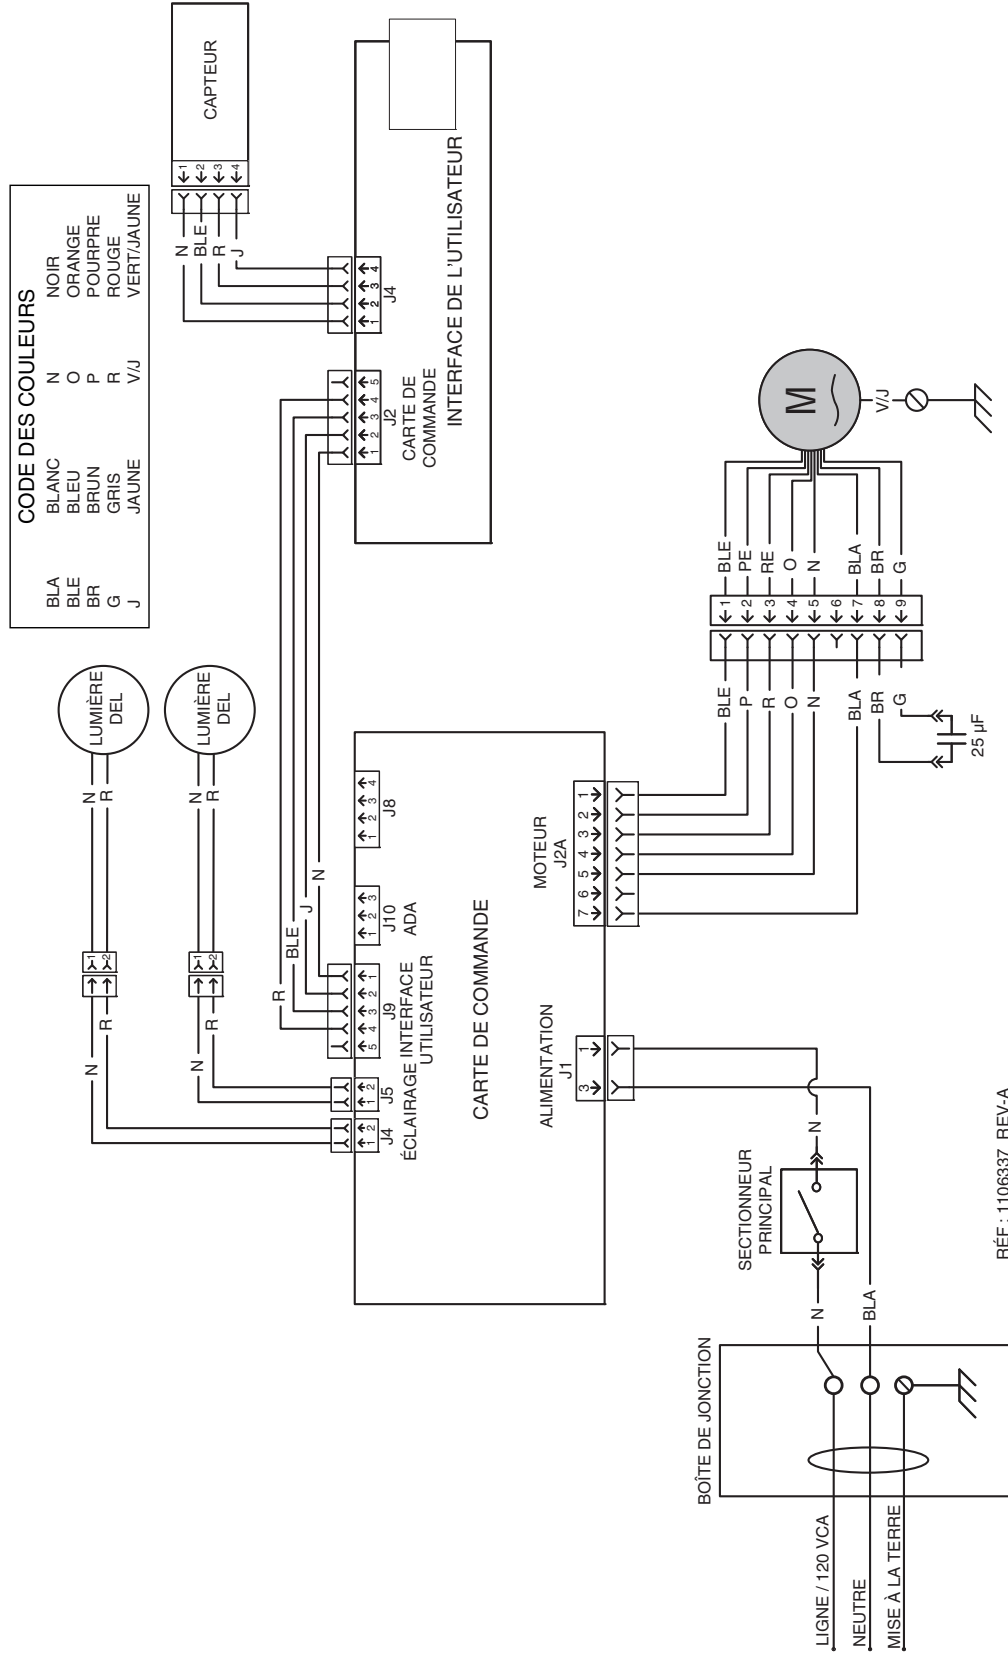 CODE DES COULEURS
BLA BLANC N NOIR
BLE BLEU O ORANGE
BR BRUN P POURPRE
G GRIS R ROUGE
J JAUNE V/J VERT/JAUNE
LUMIÈRE
DEL
N
R
1
2
N
R
LUMIÈRE
DEL
N
R
1
2
N
R
CAPTEUR
1
2
3
4
N
BLE
R
J
1 2 3 4
J4
1 2 3 4 5
J2
CARTE DE
COMMANDE
INTERFACE DE L'UTILISATEUR
R
BLE
J
N
1 2
J4
1 2
J5
ÉCLAIRAGE
5 4 3 2 1
J9
INTERFACE
UTILISATEUR
1 2 3
J10
ADA
1 2 3 4
J8
CARTE DE COMMANDE
ALIMENTATION
J1
3 1
MOTEUR
J2A
7 6 5 4 3 2 1
BLE
P
R
O
N
BLA
BR
G
25 µF
1
2
3
4
5
6
7
8
9
BLE
PE
RE
O
N
BLA
BR
G
M
V/J
SECTIONNEUR
PRINCIPAL
N
N
BLA
BOÎTE DE JONCTION
LIGNE / 120 VCA
NEUTRE
MISE À LA TERRE
RÉF : 1106337 REV-A